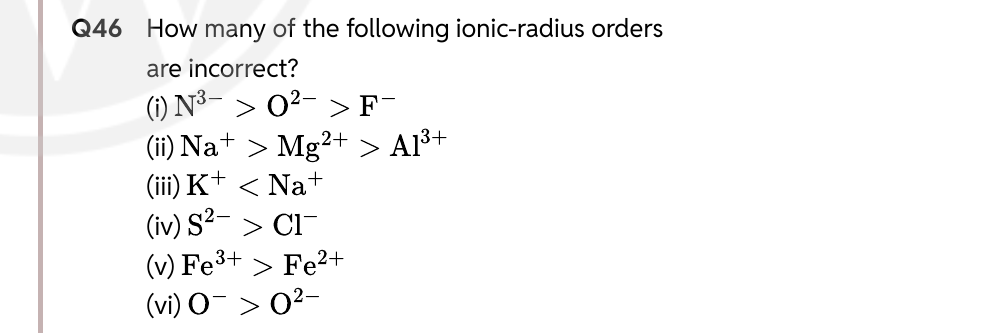 Q46 How many of the following ionic-radius orders
are incorrect?
(i) N³⁻ > O²⁻ > F⁻
(ii) Na⁺ > Mg²⁺ > Al³⁺
(iii) K⁺ < Na⁺
(iv) S²⁻ > Cl⁻
(v) Fe³⁺ > Fe²⁺
(vi) O⁻ > O²⁻